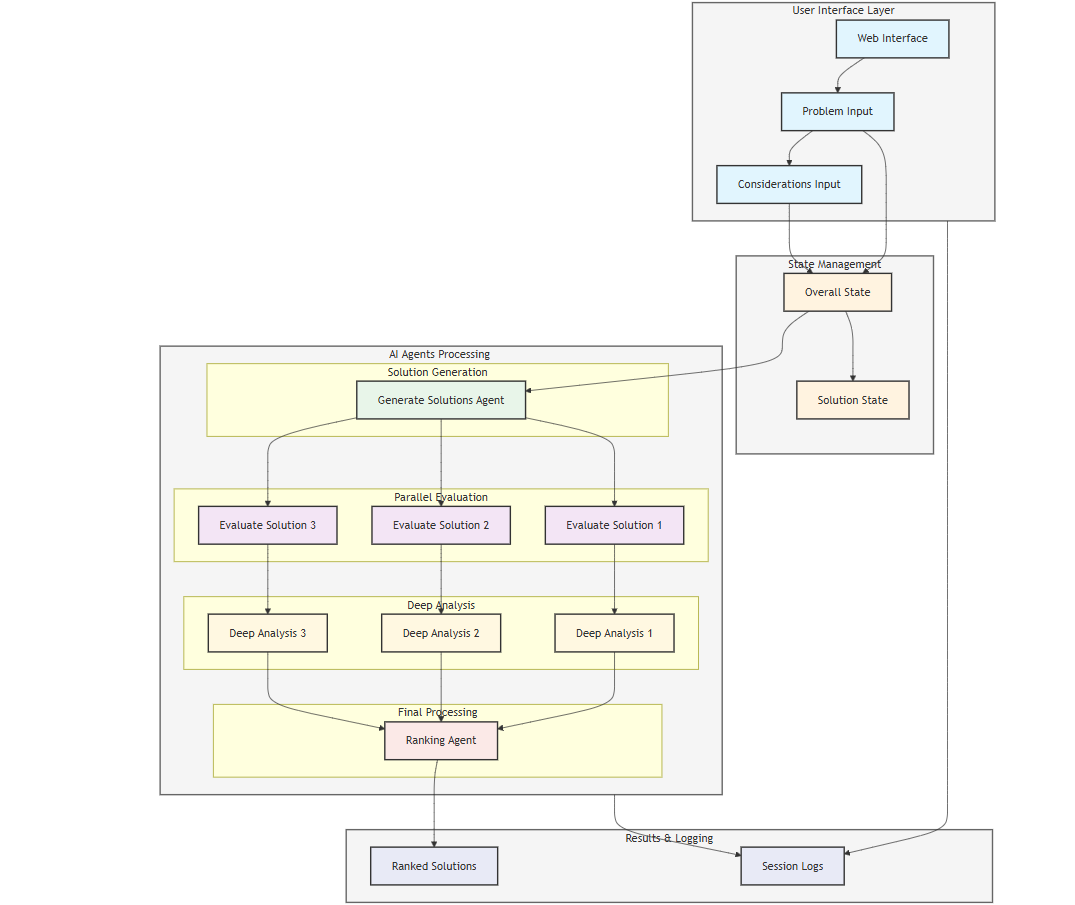 User Interface Layer
Web Interface
Problem Input
Considerations Input
State Management
Overall State
Solution State
AI Agents Processing
Solution Generation
Generate Solutions Agent
Parallel Evaluation
Evaluate Solution 3
Evaluate Solution 2
Evaluate Solution 1
Deep Analysis
Deep Analysis 3
Deep Analysis 2
Deep Analysis 1
Final Processing
Ranking Agent
Results & Logging
Ranked Solutions
Session Logs